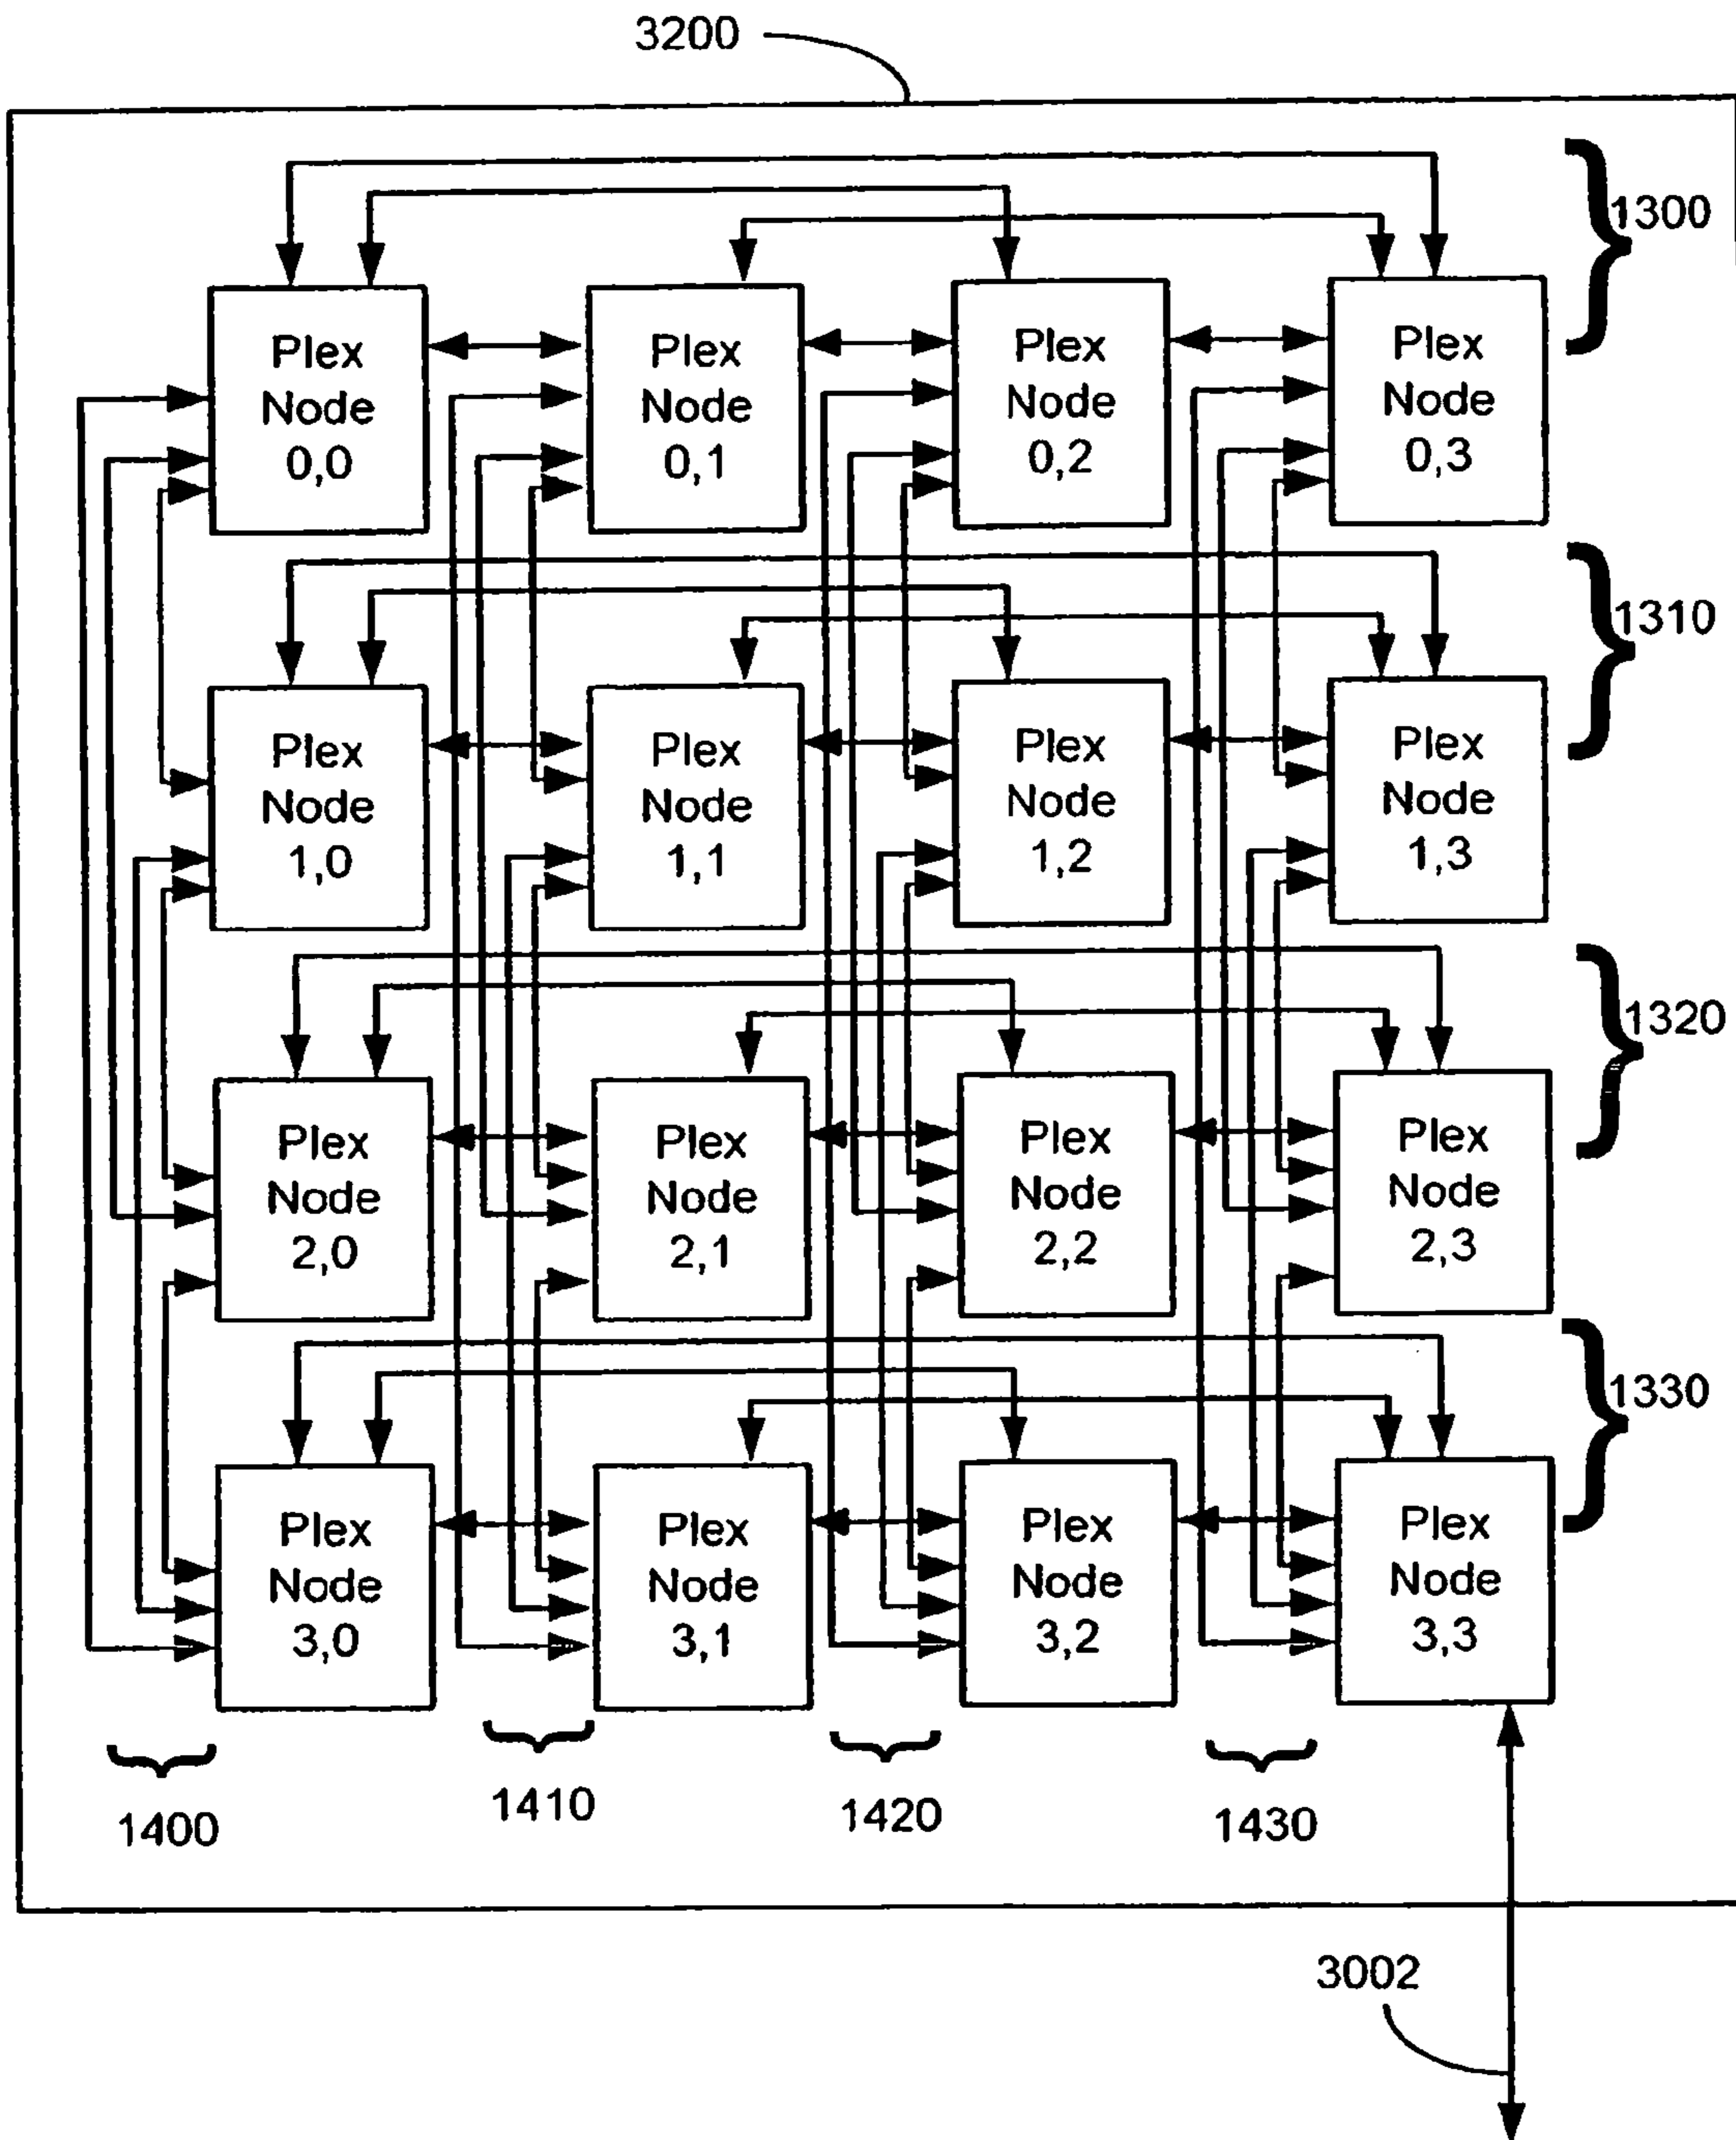 3200
1300
Plex
Node
0,0
Plex
Node
0,1
Plex
Node
0,2
Plex
Node
0,3
1310
Plex
Node
1,0
Plex
Node
1,1
Plex
Node
1,2
Plex
Node
1,3
1320
Plex
Node
2,0
Plex
Node
2,1
Plex
Node
2,2
Plex
Node
2,3
1330
Plex
Node
3,0
Plex
Node
3,1
Plex
Node
3,2
Plex
Node
3,3
1400
1410
1420
1430
3002